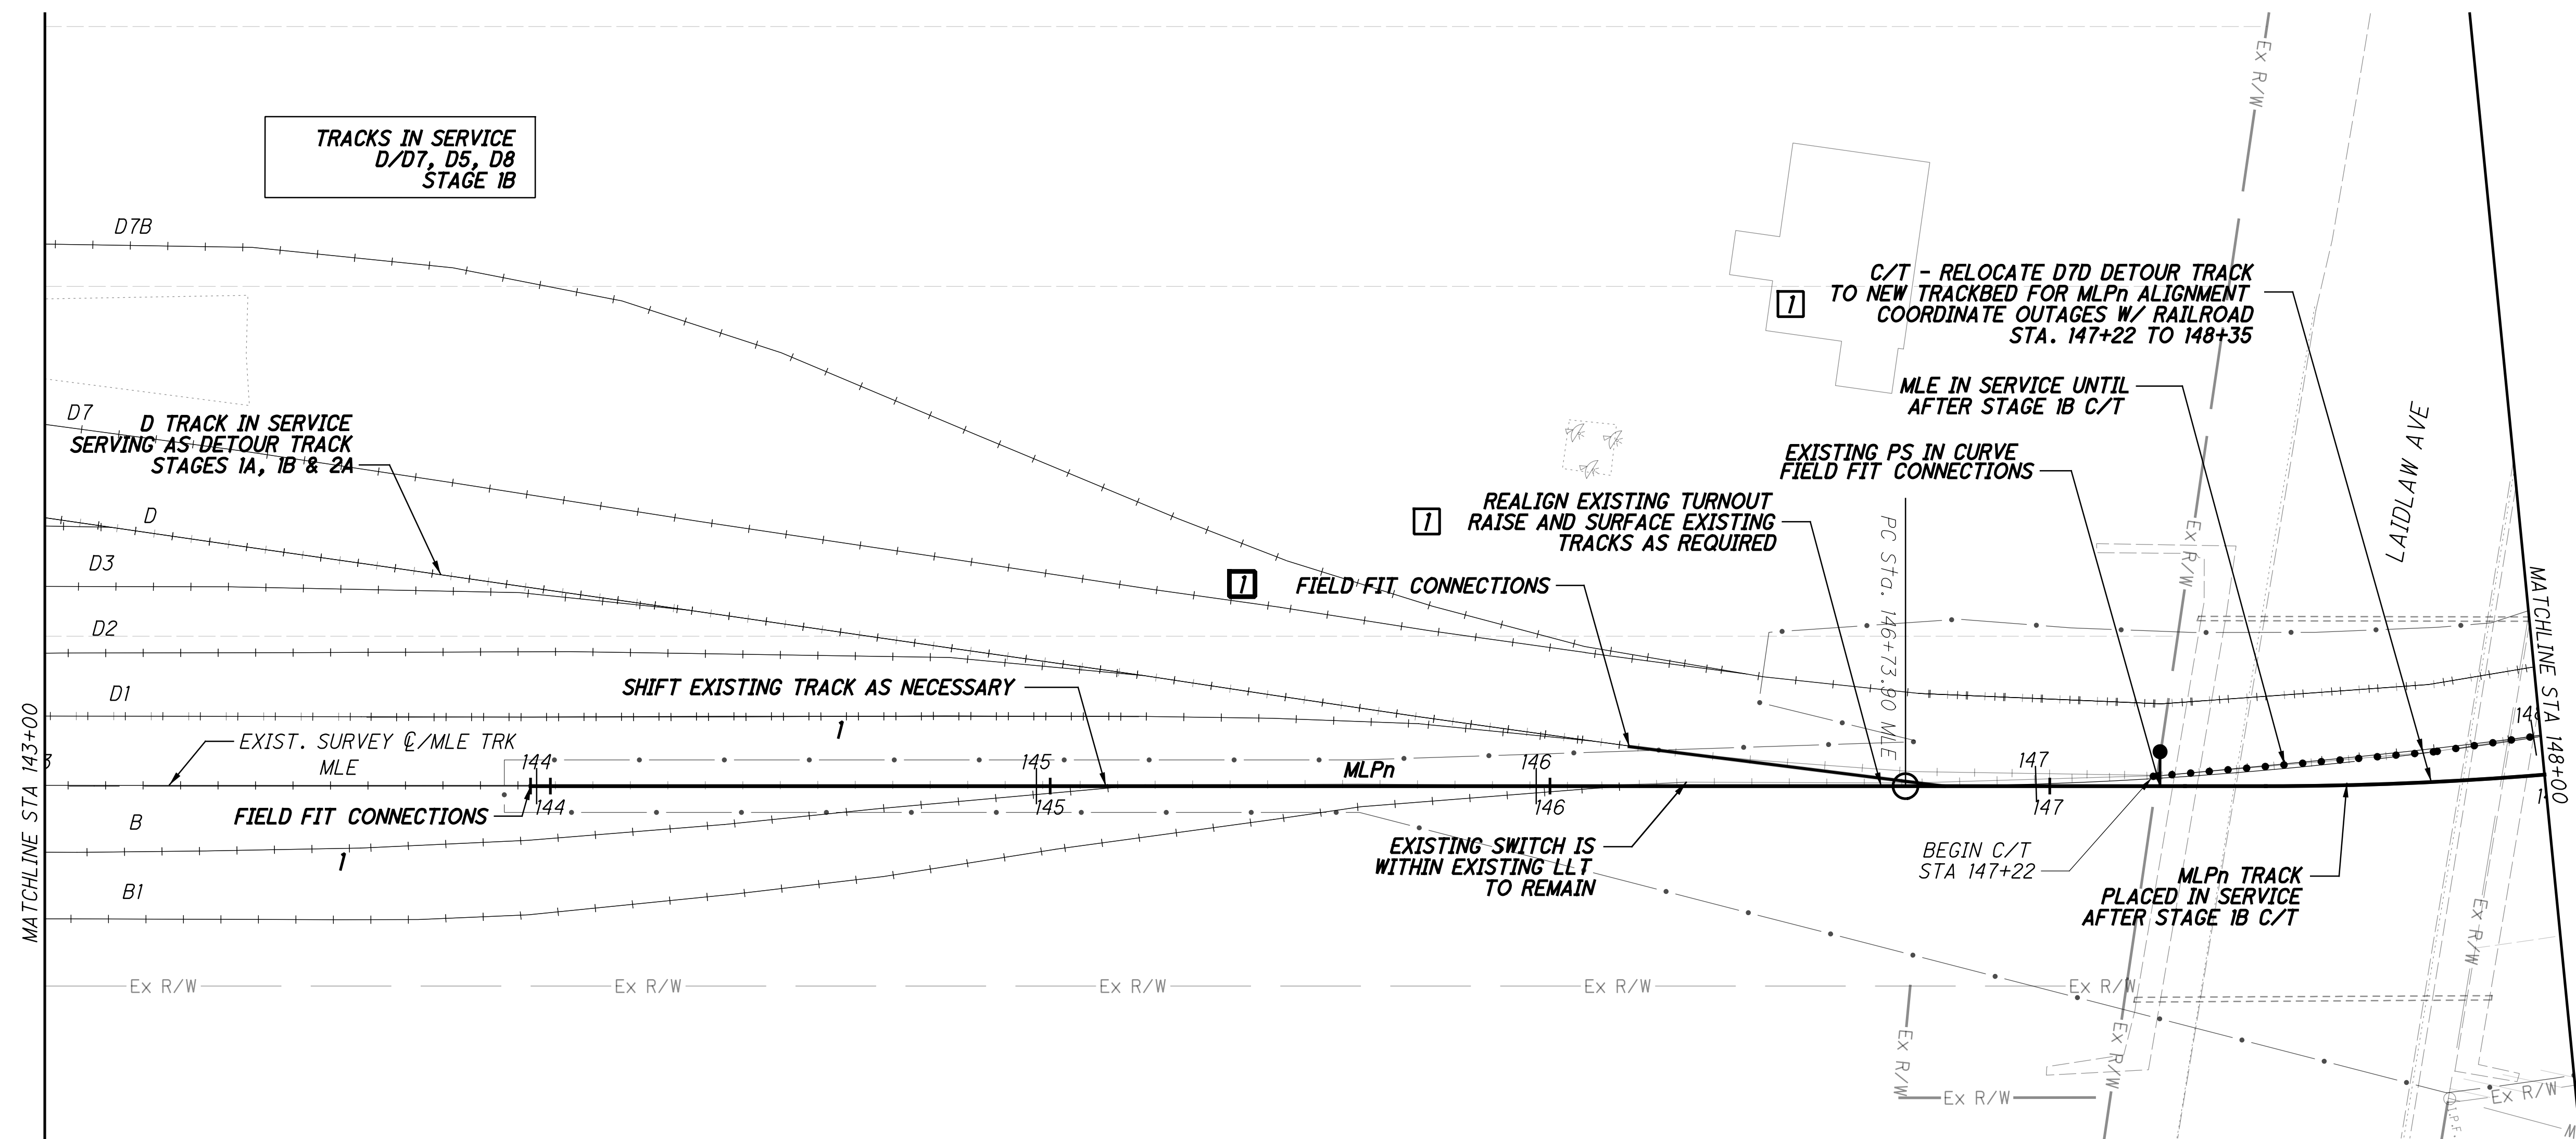 TRACKS IN SERVICE
D/D7, D5, D8
STAGE 1B
D7B
Ex R/W
C/T - RELOCATE D7D DETOUR TRACK
TO NEW TRACKBED FOR MLPn ALIGNMENT
COORDINATE OUTAGES W/ RAILROAD
STA. 147+22 TO 148+35
1
MLE IN SERVICE UNTIL
AFTER STAGE 1B C/T
LAIDLAW AVE
D7
D TRACK IN SERVICE
SERVING AS DETOUR TRACK
STAGES 1A, 1B & 2A
EXISTING PS IN CURVE
FIELD FIT CONNECTIONS
REALIGN EXISTING TURNOUT
RAISE AND SURFACE EXISTING
TRACKS AS REQUIRED
1
PC Sta. 146+73.90 MLE
Ex R/W
D
D3
1
FIELD FIT CONNECTIONS
D2
D1
SHIFT EXISTING TRACK AS NECESSARY
1
MATCHLINE STA 143+00
MATCHLINE STA 148+00
EXIST. SURVEY ℄/MLE TRK
MLE
144
145
MLPn
146
147
144
145
146
147
FIELD FIT CONNECTIONS
B
1
B1
EXISTING SWITCH IS
WITHIN EXISTING LLT
TO REMAIN
BEGIN C/T
STA 147+22
MLPn TRACK
PLACED IN SERVICE
AFTER STAGE 1B C/T
Ex R/W
Ex R/W
Ex R/W
Ex R/W
Ex R/W
Ex R/W
Ex R/W
Ex R/W
Ex R/W
Ex R/W
I.P.F.